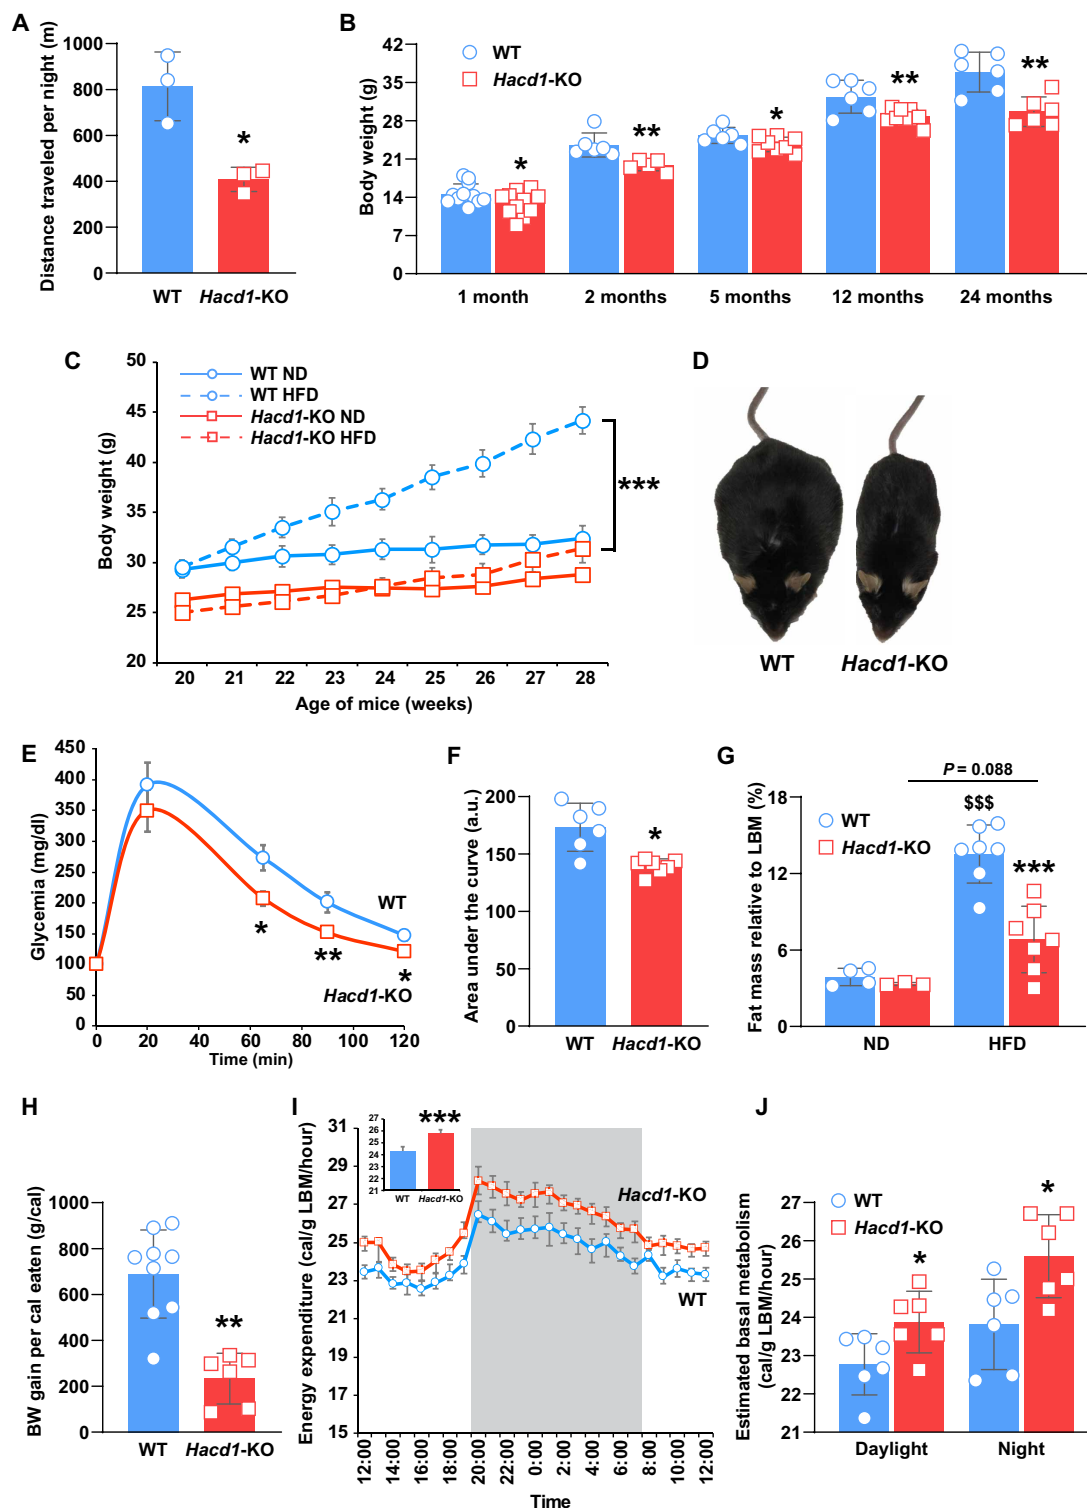 A
Distance traveled per night (m)
1000
800
600
400
200
0
*
WT
Hacd1-KO
B
Body weight (g)
42
35
28
21
14
7
0
WT
Hacd1-KO
*
**
*
**
**
1 month
2 months
5 months
12 months
24 months
C
Body weight (g)
50
45
40
35
30
25
20
WT ND
WT HFD
Hacd1-KO ND
Hacd1-KO HFD
***
20 21 22 23 24 25 26 27 28
Age of mice (weeks)
D
WT
Hacd1-KO
E
Glycemia (mg/dl)
450
400
350
300
250
200
150
100
50
0
WT
*
**
*
Hacd1-KO
0 20 40 60 80 100 120
Time (min)
F
Area under the curve (a.u.)
200
150
100
50
0
*
WT
Hacd1-KO
G
Fat mass relative to LBM (%)
P = 0.088
18
12
6
0
WT
Hacd1-KO
$$$
***
ND
HFD
H
BW gain per cal eaten (g/cal)
1000
800
600
400
200
0
**
WT
Hacd1-KO
I
Energy expenditure (cal/g LBM/hour)
31
29
27
25
23
21
19
17
15
27
26
25
24
23
22
21
***
WT
Hacd1-KO
Hacd1-KO
WT
12:00
14:00
16:00
18:00
20:00
22:00
0:00
2:00
4:00
6:00
8:00
10:00
12:00
Time
J
Estimated basal metabolism
(cal/g LBM/hour)
27
26
25
24
23
22
21
WT
Hacd1-KO
*
*
Daylight
Night